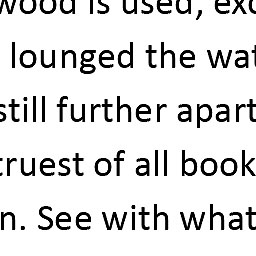 wood is used, exc
lounged the wat
still further apart
truest of all book
n. See with what